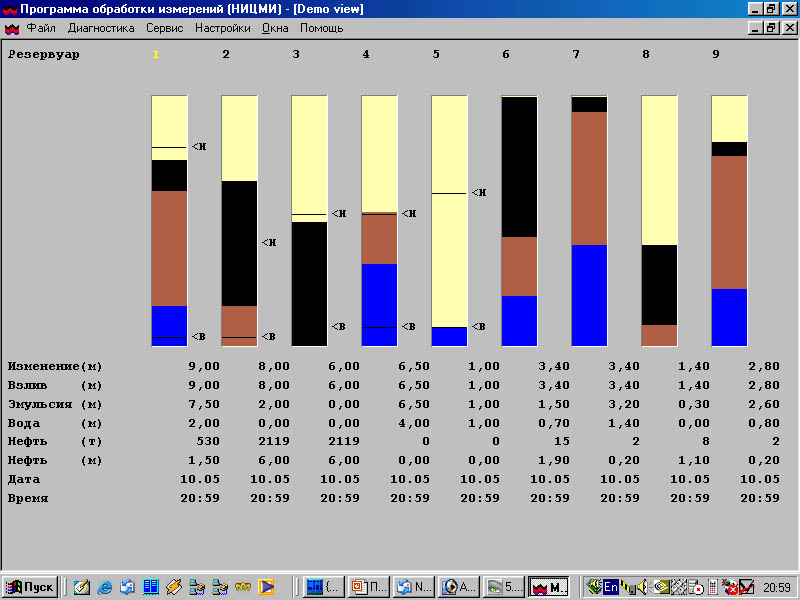 Программа обработки измерений (НИЦМИ) - [Demo view]
Файл Диагностика Сервис Настройки Окна Помощь
Резервуар 1 2 3 4 5 6 7 8 9
<Н
<Н
<Н
<Н
<Н
<В
<В
<В
<В
<В
Изменение(м) 9,00 8,00 6,00 6,50 1,00 3,40 3,40 1,40 2,80
Взлив (м) 9,00 8,00 6,00 6,50 1,00 3,40 3,40 1,40 2,80
Эмульсия (м) 7,50 2,00 0,00 6,50 1,00 1,50 3,20 0,30 2,60
Вода (м) 2,00 0,00 0,00 4,00 1,00 0,70 1,40 0,00 0,80
Нефть (т) 530 2119 2119 0 0 15 2 8 2
Нефть (м) 1,50 6,00 6,00 0,00 0,00 1,90 0,20 1,10 0,20
Дата 10.05 10.05 10.05 10.05 10.05 10.05 10.05 10.05 10.05
Время 20:59 20:59 20:59 20:59 20:59 20:59 20:59 20:59 20:59
Пуск {... П... N... A... 5... М... En 20:59